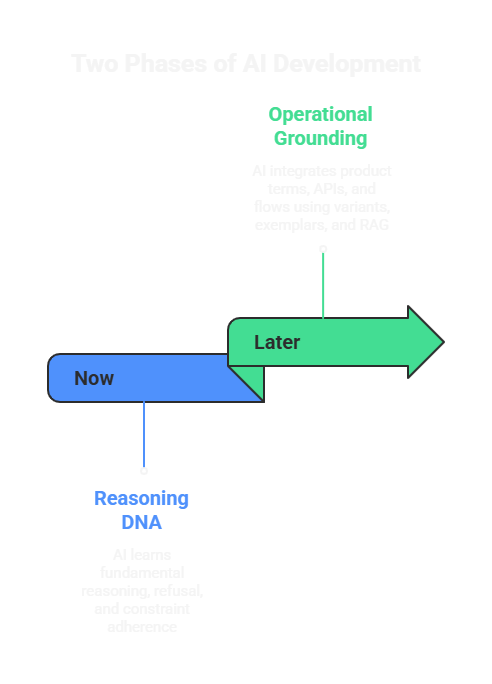 Two Phases of AI Development
Operational
Grounding
AI integrates product
terms, APIs, and
flows using variants,
exemplars, and RAG
Later
Now
Reasoning
DNA
AI learns
fundamental
reasoning, refusal,
and constraint
adherence